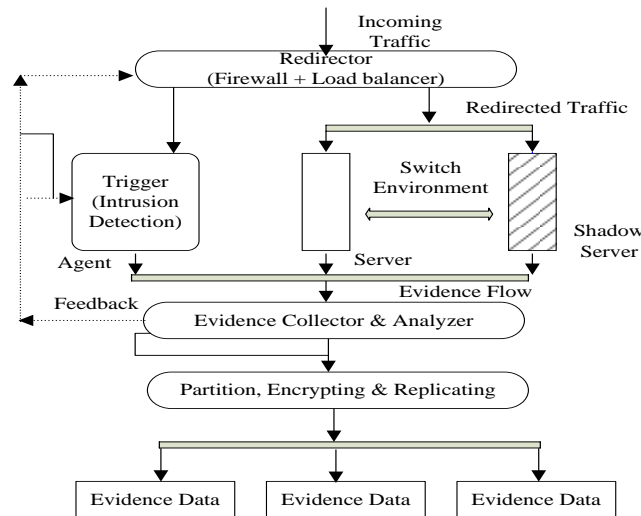 Incoming
Traffic
Redirector
(Firewall + Load balancer)
Redirected Traffic
Trigger
(Intrusion
Detection)
Switch
Environment
Shadow
Server
Agent
Server
Evidence Flow
Feedback
Evidence Collector & Analyzer
Partition, Encrypting & Replicating
Evidence Data
Evidence Data
Evidence Data